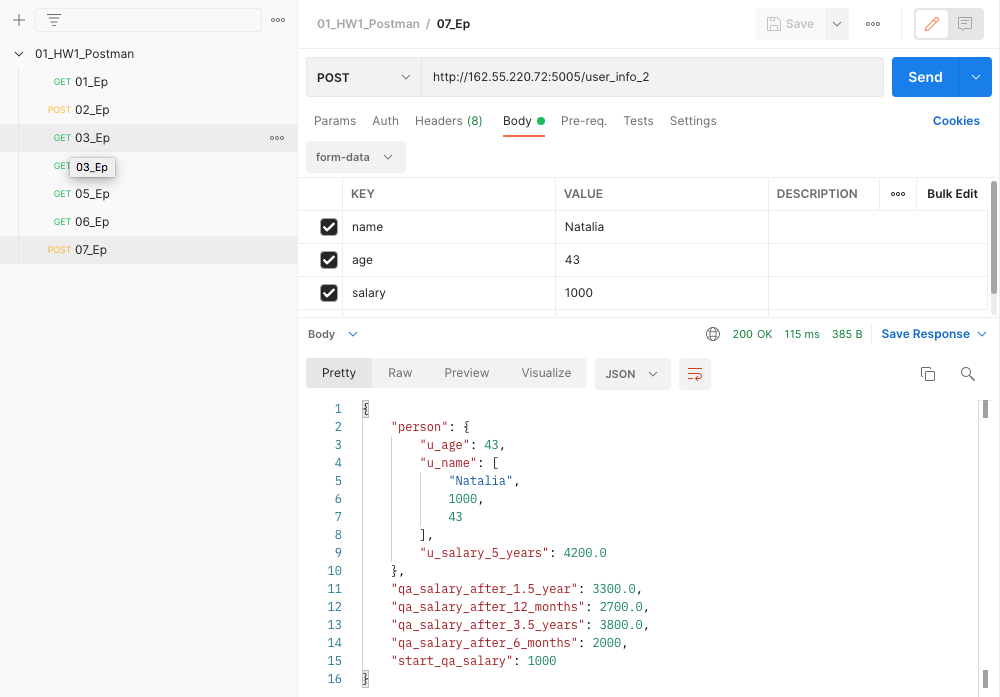 01_HW1_Postman / 07_Ep
Save
01_HW1_Postman
GET 01_Ep
POST 02_Ep
GET 03_Ep
GET
03_Ep
GET 05_Ep
GET 06_Ep
POST 07_Ep
POST http://162.55.220.72:5005/user_info_2 Send
Params Auth Headers (8) Body Pre-req. Tests Settings Cookies
form-data
KEY VALUE DESCRIPTION Bulk Edit
name Natalia
age 43
salary 1000
Body 200 OK 115 ms 385 B Save Response
Pretty Raw Preview Visualize JSON
1 {
2 "person": {
3 "u_age": 43,
4 "u_name": [
5 "Natalia",
6 1000,
7 43
8 ],
9 "u_salary_5_years": 4200.0
10 },
11 "qa_salary_after_1.5_year": 3300.0,
12 "qa_salary_after_12_months": 2700.0,
13 "qa_salary_after_3.5_years": 3800.0,
14 "qa_salary_after_6_months": 2000,
15 "start_qa_salary": 1000
16 }